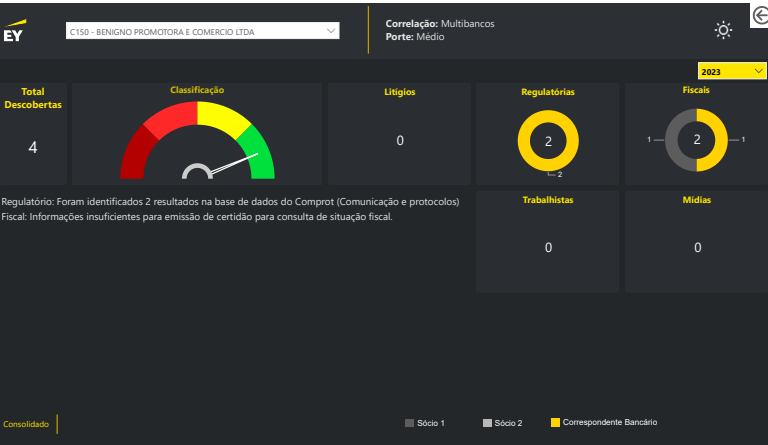 EY
C150 - BENIGNO PROMOTORA E COMERCIO LTDA
Correlação: Multibancos
Porte: Médio
2023
Total
Descobertas
4
Classificação
Litígios
0
Regulatórias
2
2
Fiscais
1
2
1
Regulatório: Foram identificados 2 resultados na base de dados do Comprot (Comunicação e protocolos)
Fiscal: Informações insuficientes para emissão de certidão para consulta de situação fiscal.
Trabalhistas
0
Mídias
0
Consolidado
Sócio 1
Sócio 2
Correspondente Bancário